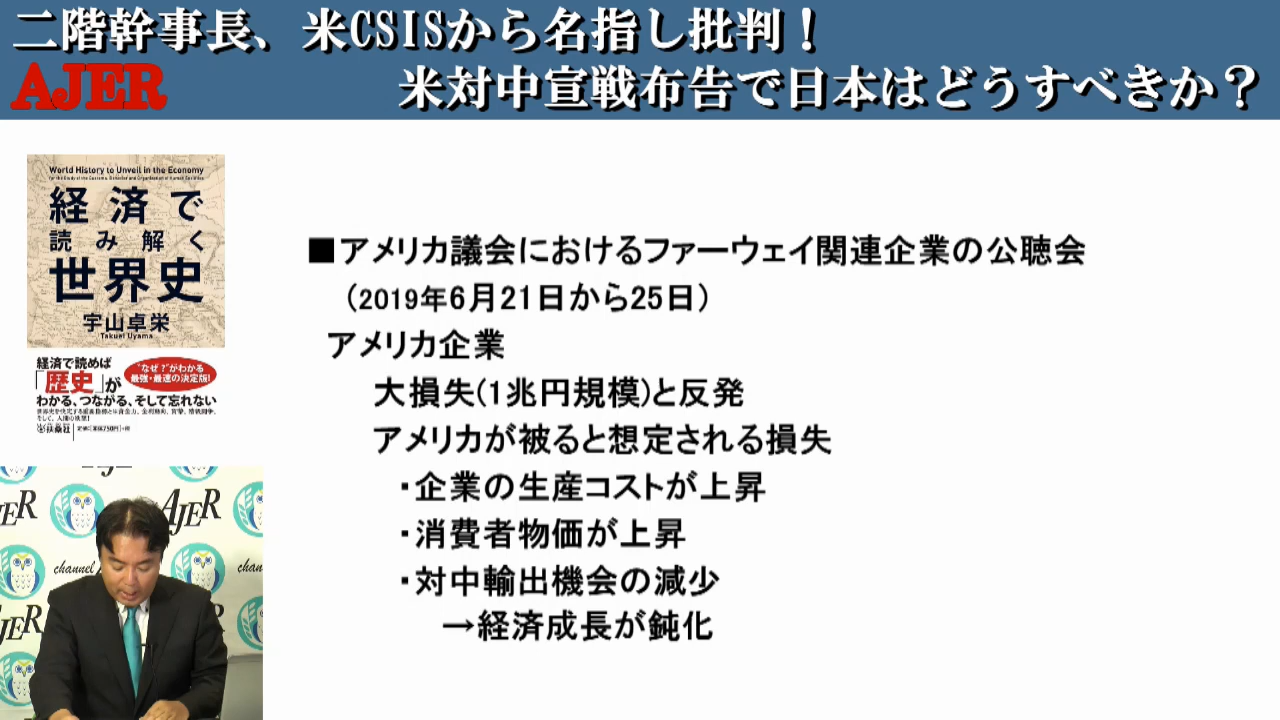 二階幹事長、米CSISから名指し批判！
AJER
米対中宣戦布告で日本はどうすべきか？
World History to Unveil in the Economy
経済で
読み解く
世界史
宇山卓栄
Takuei Uyama
経済で読めば
「歴史」が
"なぜ？"がわかる
最強・最速の決定版!
わかる、つながる、そして忘れない
扶桑社
■アメリカ議会におけるファーウェイ関連企業の公聴会
（2019年6月21日から25日）
アメリカ企業
大損失(1兆円規模)と反発
アメリカが被ると想定される損失
・企業の生産コストが上昇
・消費者物価が上昇
・対中輸出機会の減少
→経済成長が鈍化
AJER
channel
AJER